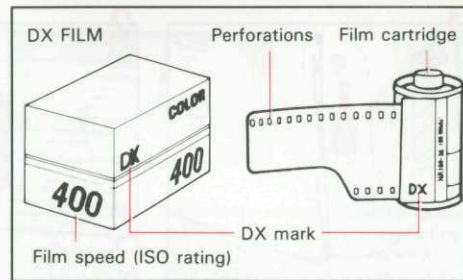 DX FILM
Perforations
Film cartridge
COLOR
DX
400
400
DX
DX mark
Film speed (ISO rating)